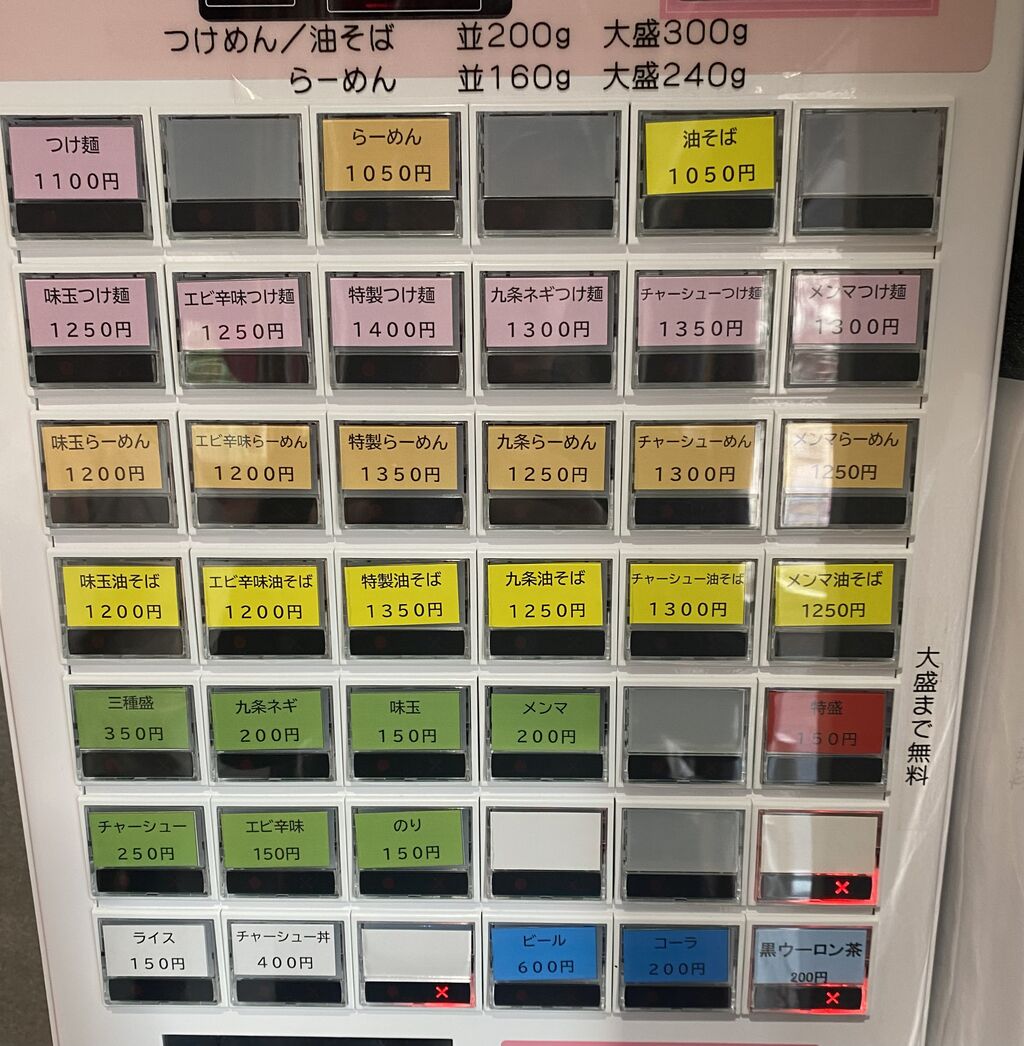 つけめん/油そば 並200g 大盛300g
らーめん 並160g 大盛240g
つけ麺
1100円
らーめん
1050円
油そば
1050円
味玉つけ麺
1250円
エビ辛味つけ麺
1250円
特製つけ麺
1400円
九条ネギつけ麺
1300円
チャーシューつけ麺
1350円
メンマつけ麺
1300円
味玉らーめん
1200円
エビ辛味らーめん
1200円
特製らーめん
1350円
九条らーめん
1250円
チャーシューめん
1300円
メンマらーめん
1250円
味玉油そば
1200円
エビ辛味油そば
1200円
特製油そば
1350円
九条油そば
1250円
チャーシュー油そば
1300円
メンマ油そば
1250円
三種盛
350円
九条ネギ
200円
味玉
150円
メンマ
200円
特盛
150円
大盛まで無料
チャーシュー
250円
エビ辛味
150円
のり
150円
ライス
150円
チャーシュー丼
400円
ビール
600円
コーラ
200円
黒ウーロン茶
200円